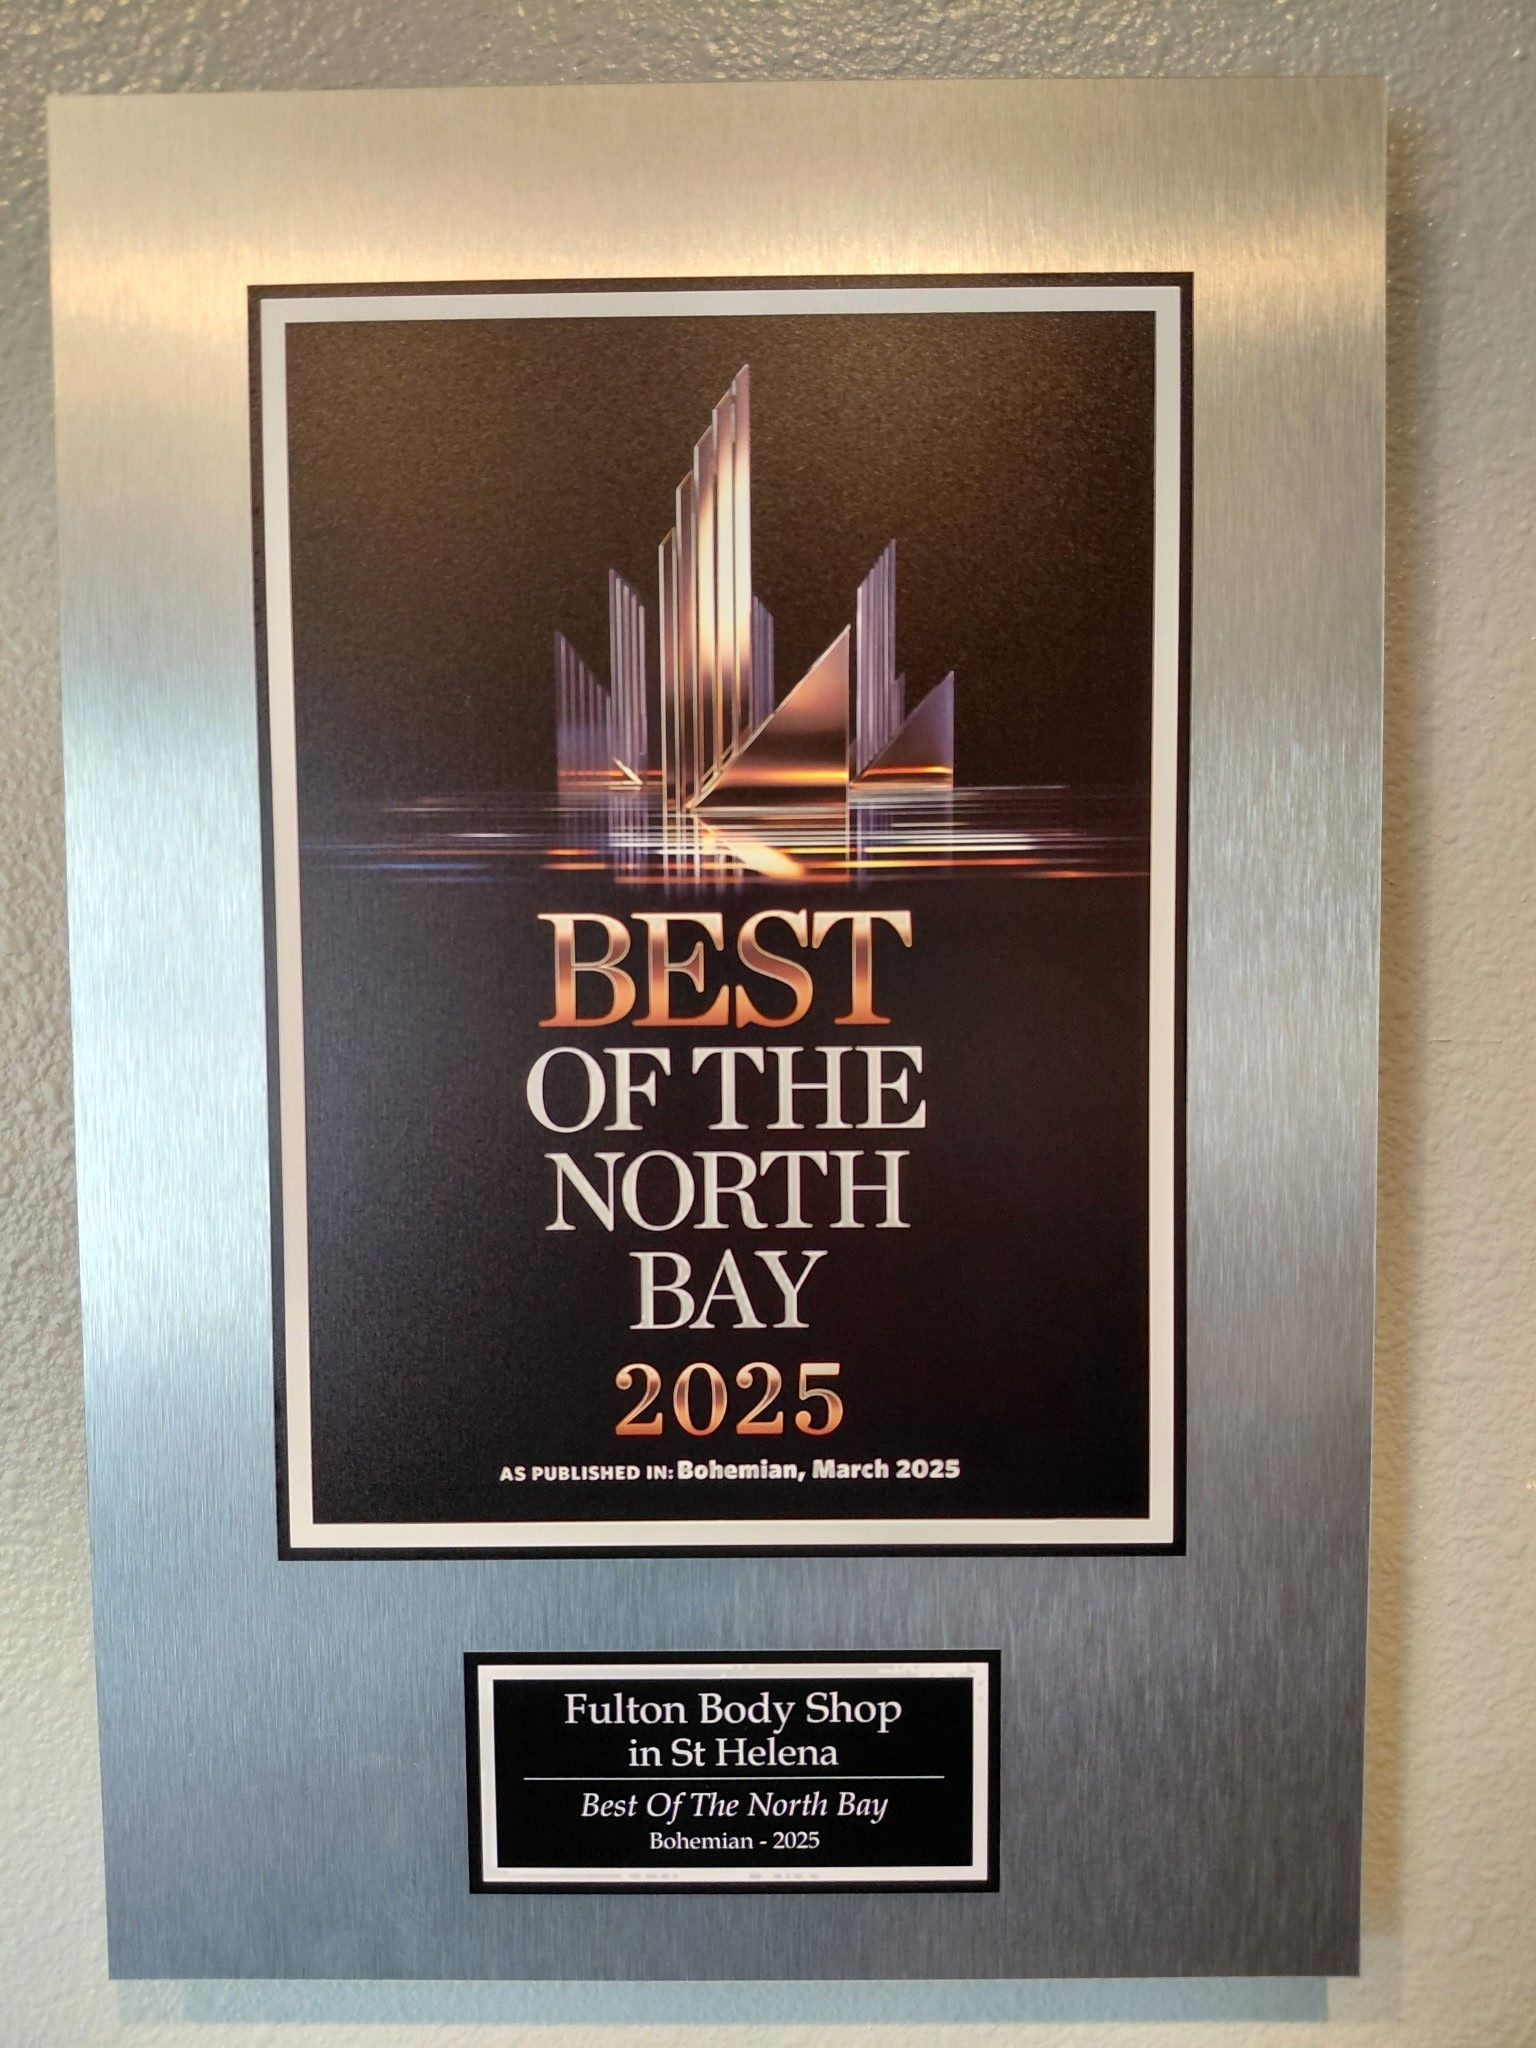 BEST
OF THE
NORTH
BAY
2025
AS PUBLISHED IN: Bohemian, March 2025
Fulton Body Shop
in St Helena
Best Of The North Bay
Bohemian - 2025